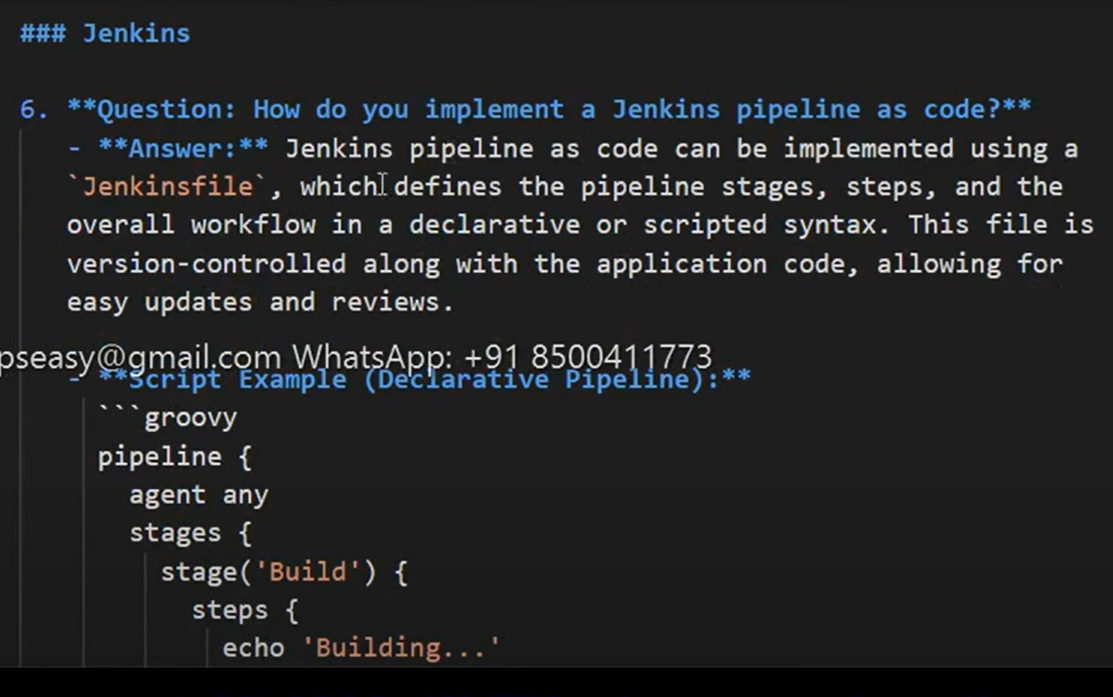 ### Jenkins
6. **Question: How do you implement a Jenkins pipeline as code?**
- **Answer:** Jenkins pipeline as code can be implemented using a
`Jenkinsfile`, which defines the pipeline stages, steps, and the
overall workflow in a declarative or scripted syntax. This file is
version-controlled along with the application code, allowing for
easy updates and reviews.
pseasy@gmail.com WhatsApp: +91 8500411773
- **Script Example (Declarative Pipeline):**
```groovy
pipeline {
agent any
stages {
stage('Build') {
steps {
echo 'Building...'